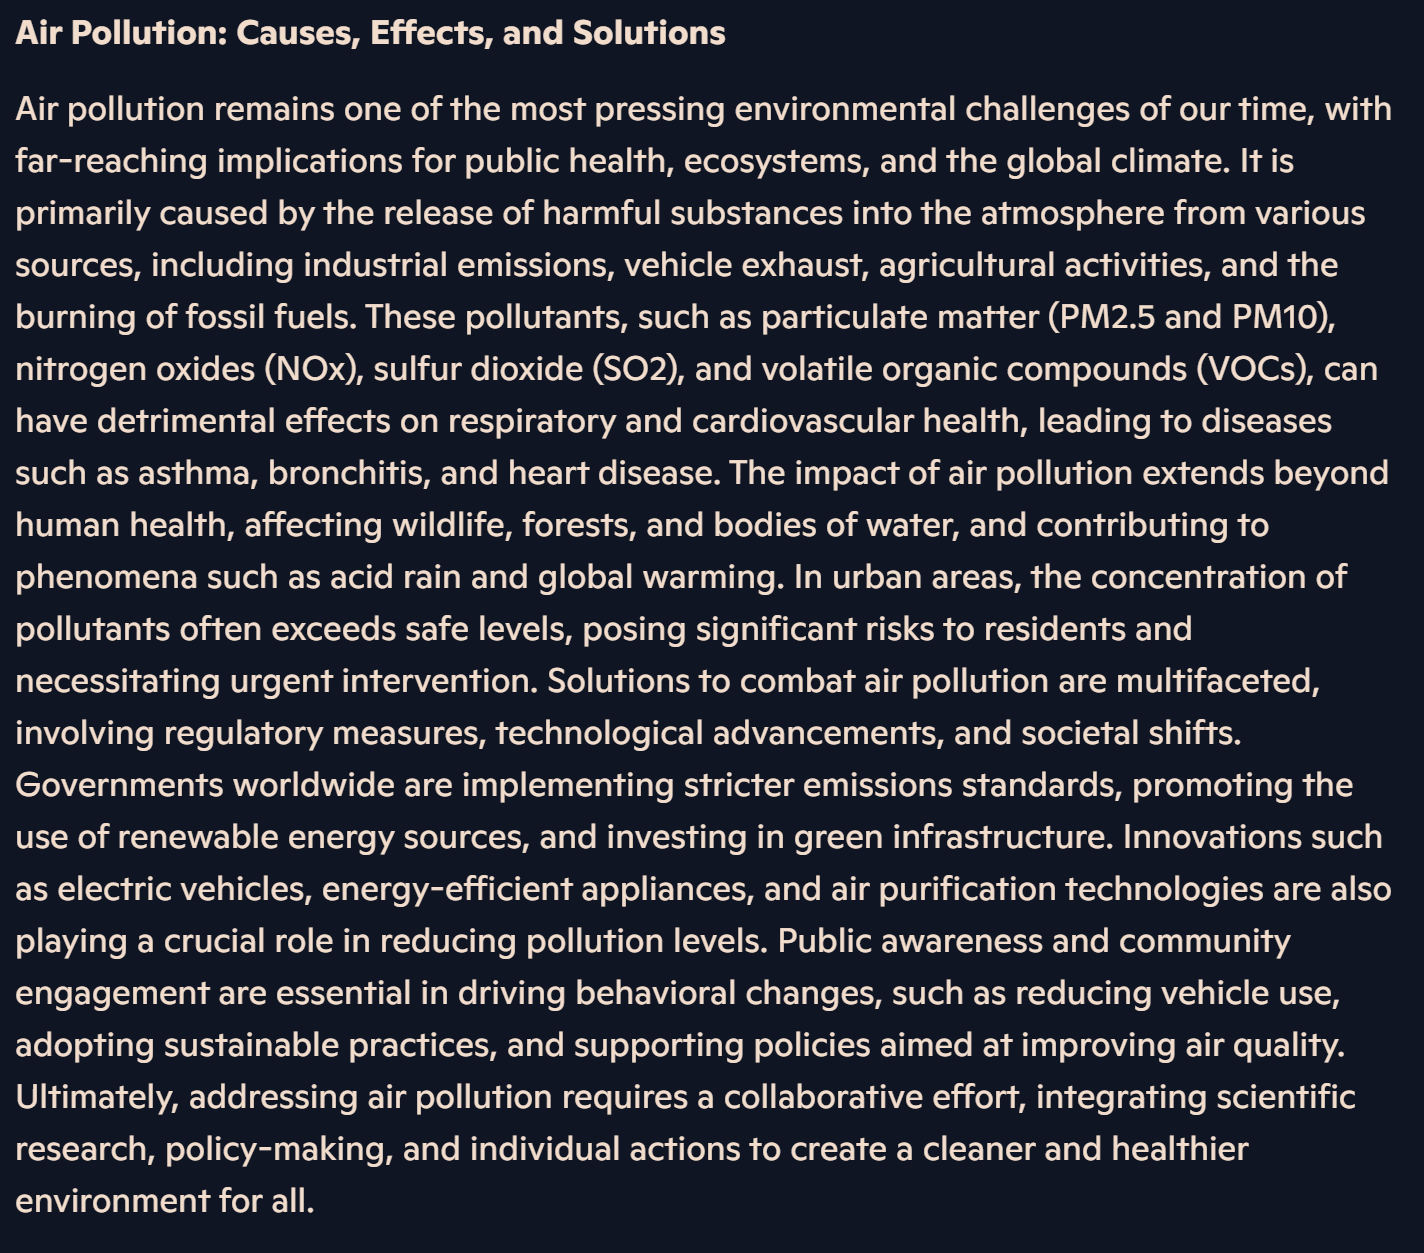 Air Pollution: Causes, Effects, and Solutions
Air pollution remains one of the most pressing environmental challenges of our time, with
far-reaching implications for public health, ecosystems, and the global climate. It is
primarily caused by the release of harmful substances into the atmosphere from various
sources, including industrial emissions, vehicle exhaust, agricultural activities, and the
burning of fossil fuels. These pollutants, such as particulate matter (PM2.5 and PM10),
nitrogen oxides (NOx), sulfur dioxide (SO2), and volatile organic compounds (VOCs), can
have detrimental effects on respiratory and cardiovascular health, leading to diseases
such as asthma, bronchitis, and heart disease. The impact of air pollution extends beyond
human health, affecting wildlife, forests, and bodies of water, and contributing to
phenomena such as acid rain and global warming. In urban areas, the concentration of
pollutants often exceeds safe levels, posing significant risks to residents and
necessitating urgent intervention. Solutions to combat air pollution are multifaceted,
involving regulatory measures, technological advancements, and societal shifts.
Governments worldwide are implementing stricter emissions standards, promoting the
use of renewable energy sources, and investing in green infrastructure. Innovations such
as electric vehicles, energy-efficient appliances, and air purification technologies are also
playing a crucial role in reducing pollution levels. Public awareness and community
engagement are essential in driving behavioral changes, such as reducing vehicle use,
adopting sustainable practices, and supporting policies aimed at improving air quality.
Ultimately, addressing air pollution requires a collaborative effort, integrating scientific
research, policy-making, and individual actions to create a cleaner and healthier
environment for all.